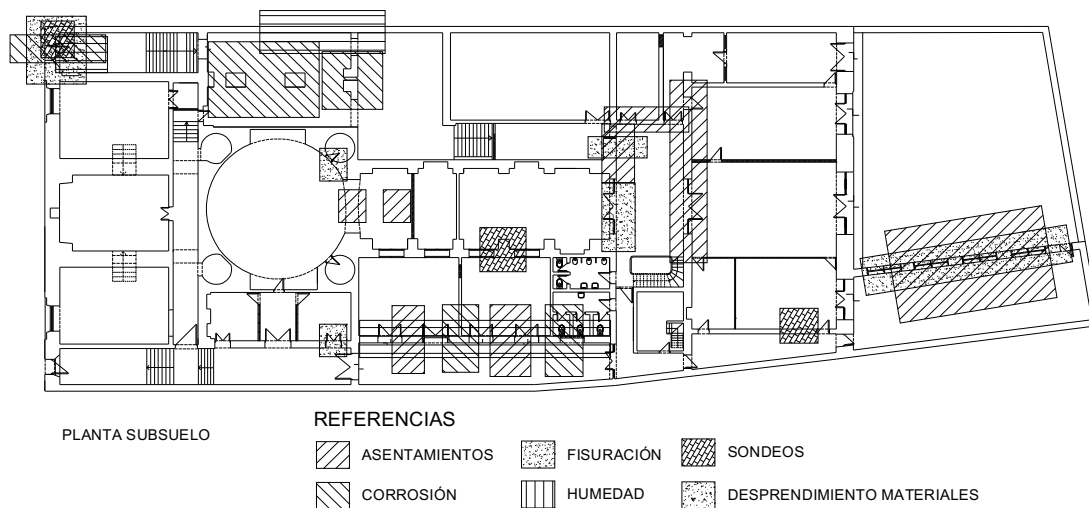 PLANTA SUBSUELO
REFERENCIAS
ASENTAMIENTOS
FISURACIÓN
SONDEOS
CORROSIÓN
HUMEDAD
DESPRENDIMIENTO MATERIALES